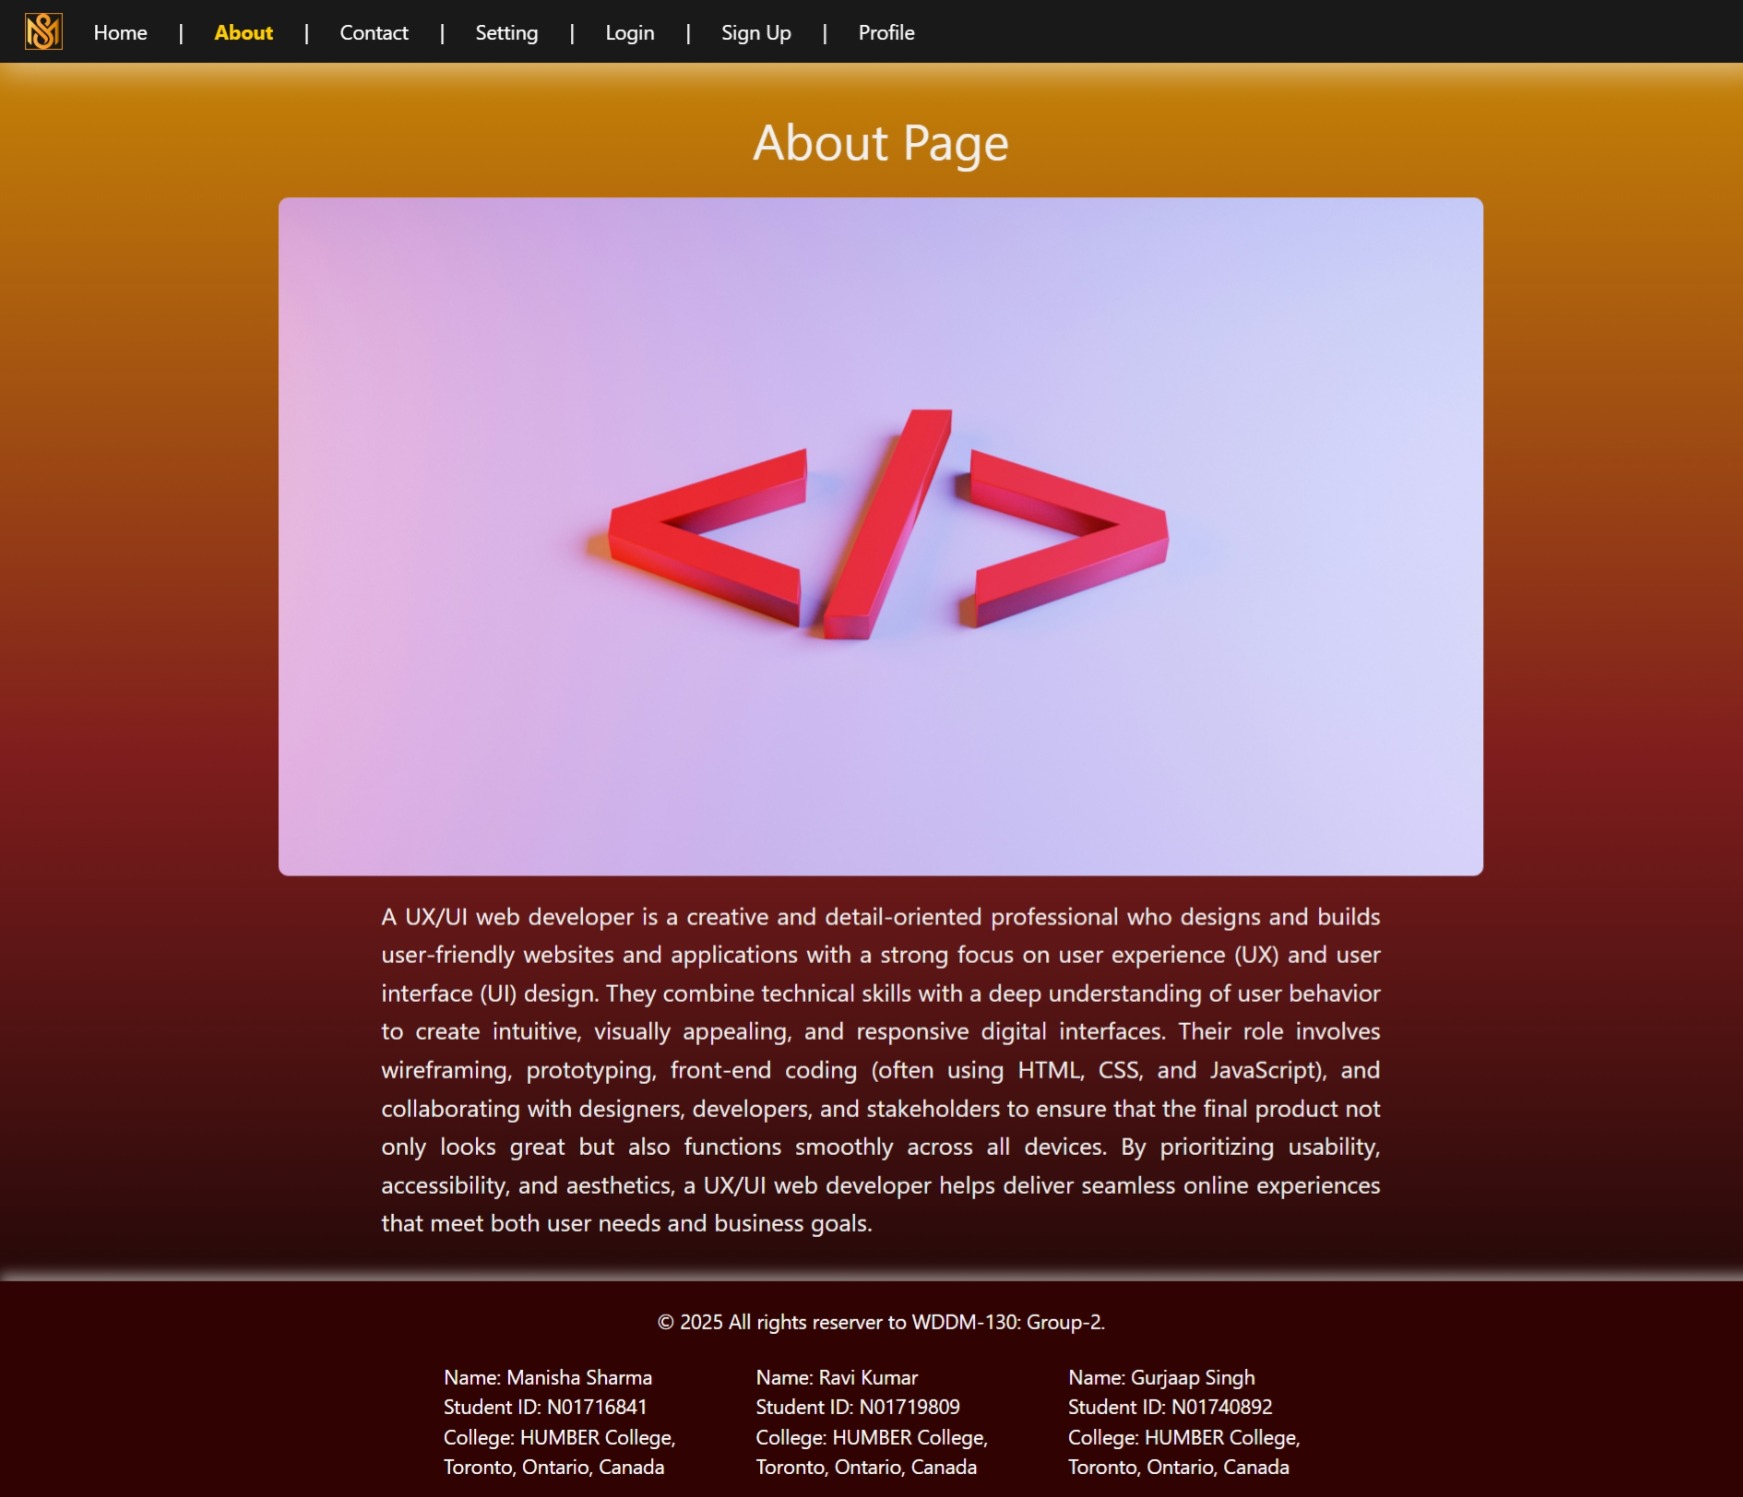 Home | About | Contact | Setting | Login | Sign Up | Profile
About Page
</>
A UX/UI web developer is a creative and detail-oriented professional who designs and builds
user-friendly websites and applications with a strong focus on user experience (UX) and user
interface (UI) design. They combine technical skills with a deep understanding of user behavior
to create intuitive, visually appealing, and responsive digital interfaces. Their role involves
wireframing, prototyping, front-end coding (often using HTML, CSS, and JavaScript), and
collaborating with designers, developers, and stakeholders to ensure that the final product not
only looks great but also functions smoothly across all devices. By prioritizing usability,
accessibility, and aesthetics, a UX/UI web developer helps deliver seamless online experiences
that meet both user needs and business goals.
© 2025 All rights reserver to WDDM-130: Group-2.
Name: Manisha Sharma
Student ID: N01716841
College: HUMBER College,
Toronto, Ontario, Canada
Name: Ravi Kumar
Student ID: N01719809
College: HUMBER College,
Toronto, Ontario, Canada
Name: Gurjaap Singh
Student ID: N01740892
College: HUMBER College,
Toronto, Ontario, Canada